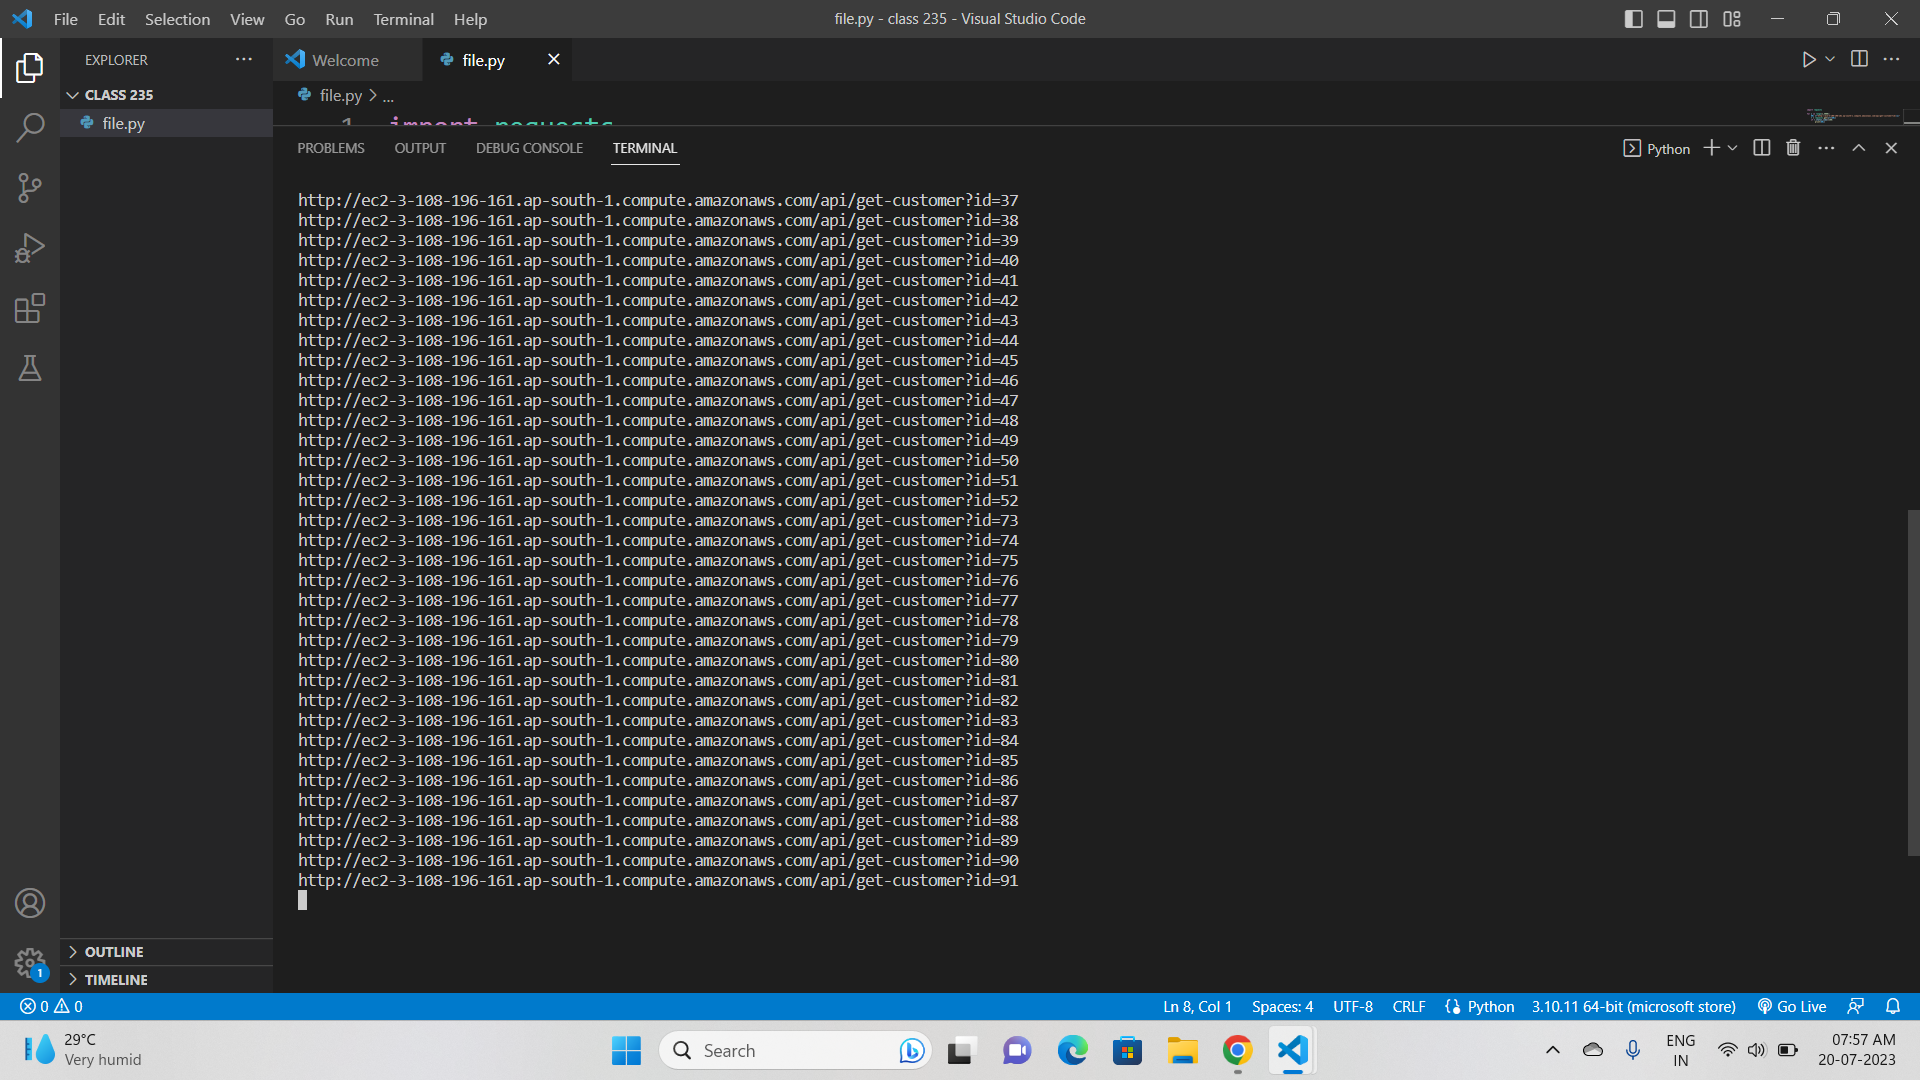 File Edit Selection View Go Run Terminal Help
file.py - class 235 - Visual Studio Code
EXPLORER
Welcome
file.py
CLASS 235
file.py
file.py > ...
1 import requests
PROBLEMS OUTPUT DEBUG CONSOLE TERMINAL
Python
http://ec2-3-108-196-161.ap-south-1.compute.amazonaws.com/api/get-customer?id=37
http://ec2-3-108-196-161.ap-south-1.compute.amazonaws.com/api/get-customer?id=38
http://ec2-3-108-196-161.ap-south-1.compute.amazonaws.com/api/get-customer?id=39
http://ec2-3-108-196-161.ap-south-1.compute.amazonaws.com/api/get-customer?id=40
http://ec2-3-108-196-161.ap-south-1.compute.amazonaws.com/api/get-customer?id=41
http://ec2-3-108-196-161.ap-south-1.compute.amazonaws.com/api/get-customer?id=42
http://ec2-3-108-196-161.ap-south-1.compute.amazonaws.com/api/get-customer?id=43
http://ec2-3-108-196-161.ap-south-1.compute.amazonaws.com/api/get-customer?id=44
http://ec2-3-108-196-161.ap-south-1.compute.amazonaws.com/api/get-customer?id=45
http://ec2-3-108-196-161.ap-south-1.compute.amazonaws.com/api/get-customer?id=46
http://ec2-3-108-196-161.ap-south-1.compute.amazonaws.com/api/get-customer?id=47
http://ec2-3-108-196-161.ap-south-1.compute.amazonaws.com/api/get-customer?id=48
http://ec2-3-108-196-161.ap-south-1.compute.amazonaws.com/api/get-customer?id=49
http://ec2-3-108-196-161.ap-south-1.compute.amazonaws.com/api/get-customer?id=50
http://ec2-3-108-196-161.ap-south-1.compute.amazonaws.com/api/get-customer?id=51
http://ec2-3-108-196-161.ap-south-1.compute.amazonaws.com/api/get-customer?id=52
http://ec2-3-108-196-161.ap-south-1.compute.amazonaws.com/api/get-customer?id=73
http://ec2-3-108-196-161.ap-south-1.compute.amazonaws.com/api/get-customer?id=74
http://ec2-3-108-196-161.ap-south-1.compute.amazonaws.com/api/get-customer?id=75
http://ec2-3-108-196-161.ap-south-1.compute.amazonaws.com/api/get-customer?id=76
http://ec2-3-108-196-161.ap-south-1.compute.amazonaws.com/api/get-customer?id=77
http://ec2-3-108-196-161.ap-south-1.compute.amazonaws.com/api/get-customer?id=78
http://ec2-3-108-196-161.ap-south-1.compute.amazonaws.com/api/get-customer?id=79
http://ec2-3-108-196-161.ap-south-1.compute.amazonaws.com/api/get-customer?id=80
http://ec2-3-108-196-161.ap-south-1.compute.amazonaws.com/api/get-customer?id=81
http://ec2-3-108-196-161.ap-south-1.compute.amazonaws.com/api/get-customer?id=82
http://ec2-3-108-196-161.ap-south-1.compute.amazonaws.com/api/get-customer?id=83
http://ec2-3-108-196-161.ap-south-1.compute.amazonaws.com/api/get-customer?id=84
http://ec2-3-108-196-161.ap-south-1.compute.amazonaws.com/api/get-customer?id=85
http://ec2-3-108-196-161.ap-south-1.compute.amazonaws.com/api/get-customer?id=86
http://ec2-3-108-196-161.ap-south-1.compute.amazonaws.com/api/get-customer?id=87
http://ec2-3-108-196-161.ap-south-1.compute.amazonaws.com/api/get-customer?id=88
http://ec2-3-108-196-161.ap-south-1.compute.amazonaws.com/api/get-customer?id=89
http://ec2-3-108-196-161.ap-south-1.compute.amazonaws.com/api/get-customer?id=90
http://ec2-3-108-196-161.ap-south-1.compute.amazonaws.com/api/get-customer?id=91
OUTLINE
1
TIMELINE
0 0
Ln 8, Col 1 Spaces: 4 UTF-8 CRLF Python 3.10.11 64-bit (microsoft store) Go Live
29°C
Very humid
Search
ENG
IN
07:57 AM
20-07-2023